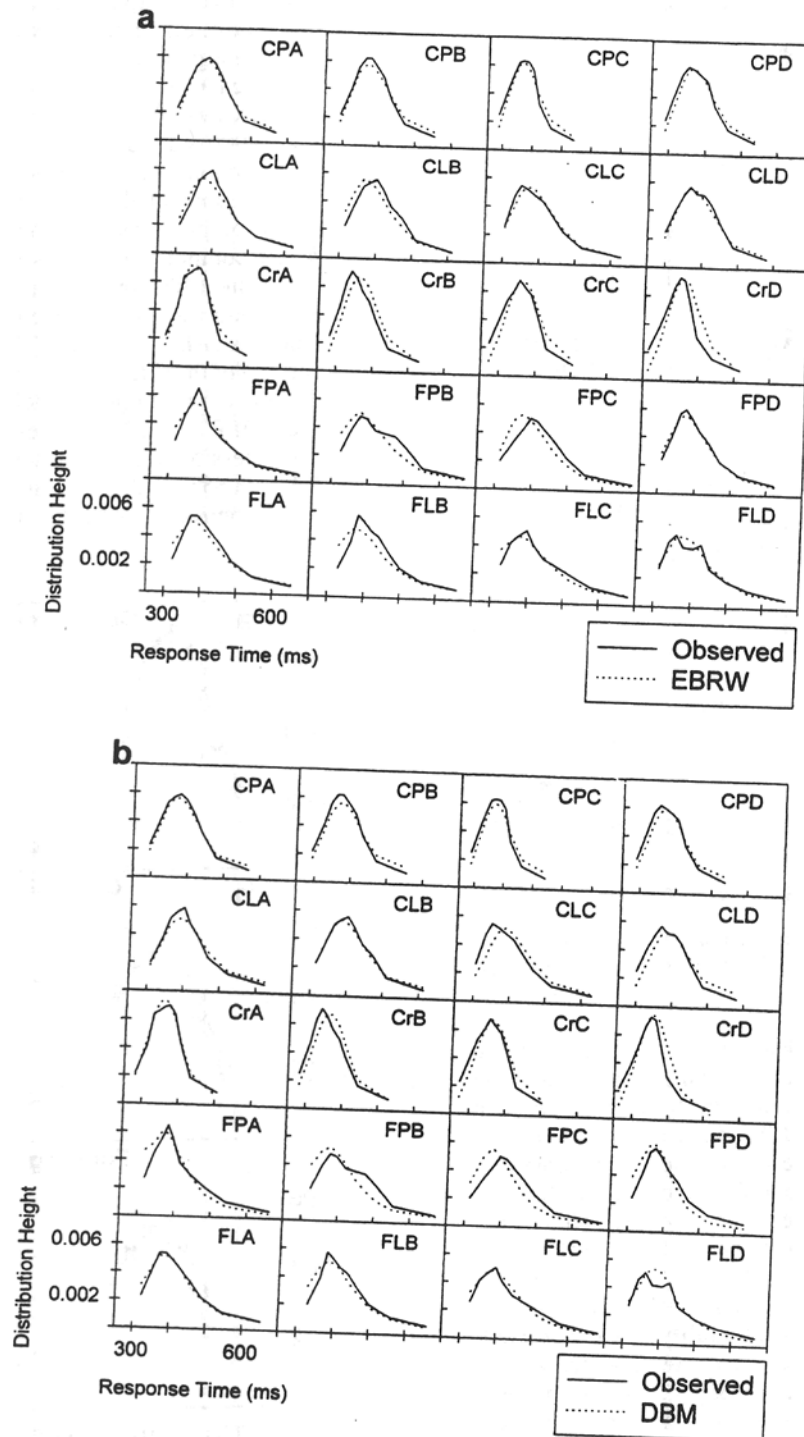 a
CPA CPB CPC CPD
CLA CLB CLC CLD
CrA CrB CrC CrD
FPA FPB FPC FPD
FLA FLB FLC FLD
Distribution Height
0.006
0.002
300 600
Response Time (ms)
Observed
EBRW
b
CPA CPB CPC CPD
CLA CLB CLC CLD
CrA CrB CrC CrD
FPA FPB FPC FPD
FLA FLB FLC FLD
Distribution Height
0.006
0.002
300 600
Response Time (ms)
Observed
DBM